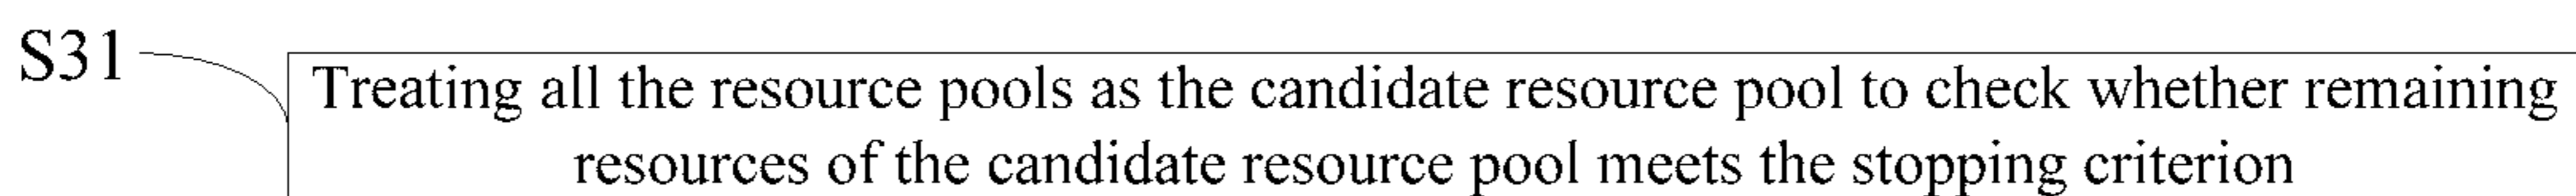 S31
Treating all the resource pools as the candidate resource pool to check whether remaining
resources of the candidate resource pool meets the stopping criterion